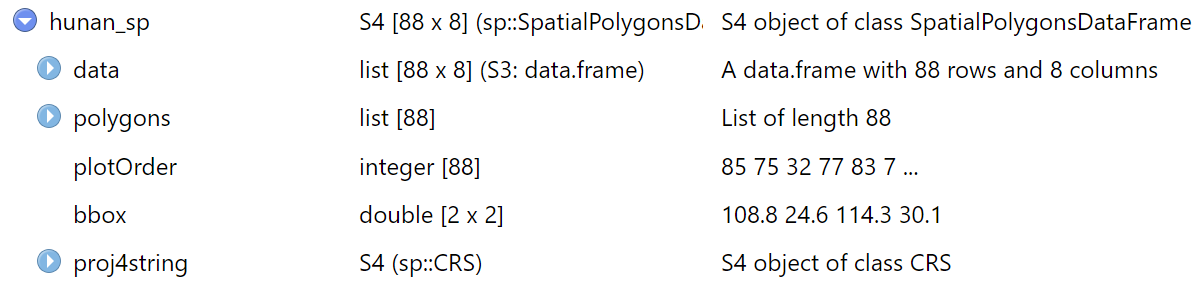 hunan_sp S4 [88 x 8] (sp::SpatialPolygonsDa S4 object of class SpatialPolygonsDataFrame
data list [88 x 8] (S3: data.frame) A data.frame with 88 rows and 8 columns
polygons list [88] List of length 88
plotOrder integer [88] 85 75 32 77 83 7 ...
bbox double [2 x 2] 108.8 24.6 114.3 30.1
proj4string S4 (sp::CRS) S4 object of class CRS